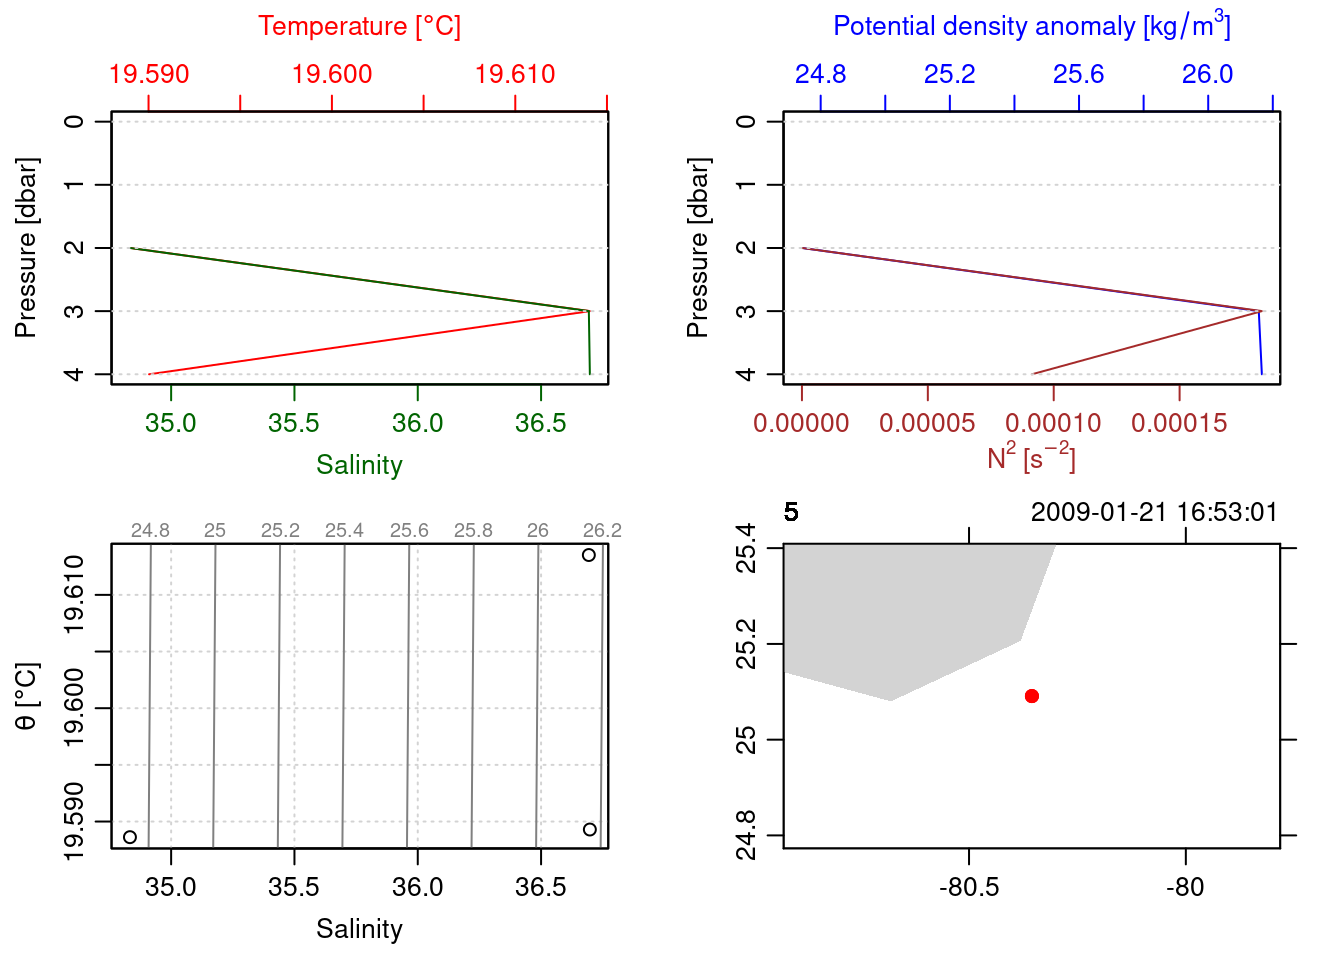 Temperature [°C]
19.590 19.600 19.610
Pressure [dbar]
0
1
2
3
4
35.0 35.5 36.0 36.5
Salinity
Potential density anomaly [kg/m³]
24.8 25.2 25.6 26.0
Pressure [dbar]
0
1
2
3
4
0.00000 0.00005 0.00010 0.00015
N² [s⁻²]
24.8 25 25.2 25.4 25.6 25.8 26 26.2
θ [°C]
19.610
19.600
19.590
35.0 35.5 36.0 36.5
Salinity
5 2009-01-21 16:53:01
25.4
25.2
25
24.8
-80.5 -80